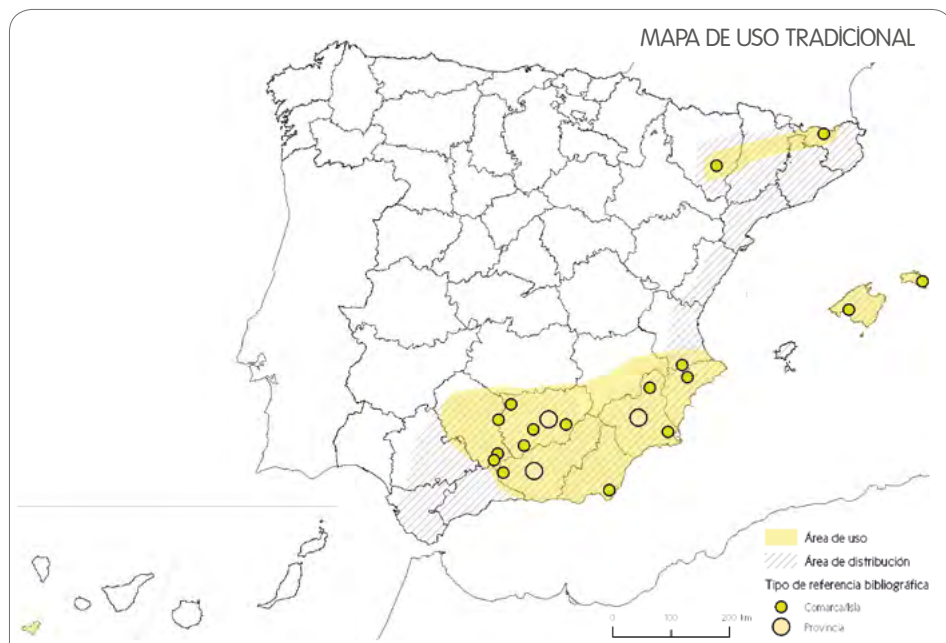 MAPA DE USO TRADICIONAL
Área de uso
Área de distribución
Tipo de referencia bibliográfica
Comarca/Isla
Provincia
0 100 200 km